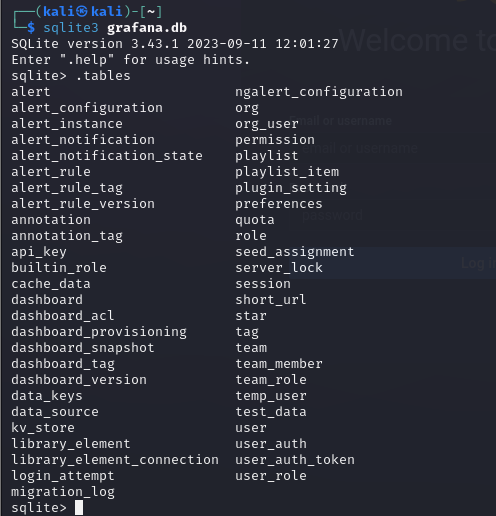 ┌──(kali㉿kali)-[~]
└─$ sqlite3 grafana.db
SQLite version 3.43.1 2023-09-11 12:01:27
Enter ".help" for usage hints.
sqlite> .tables
alert                       ngalert_configuration
alert_configuration         org
alert_instance              org_user
alert_notification          permission
alert_notification_state    playlist
alert_rule                  playlist_item
alert_rule_tag              plugin_setting
alert_rule_version          preferences
annotation                  quota
annotation_tag              role
api_key                     seed_assignment
builtin_role                server_lock
cache_data                  session
dashboard                   short_url
dashboard_acl               star
dashboard_provisioning      tag
dashboard_snapshot          team
dashboard_tag               team_member
dashboard_version           team_role
data_keys                   temp_user
data_source                 test_data
kv_store                    user
library_element             user_auth
library_element_connection  user_auth_token
login_attempt               user_role
migration_log
sqlite>
Welcome to
Email or username
email or username
password
Log in